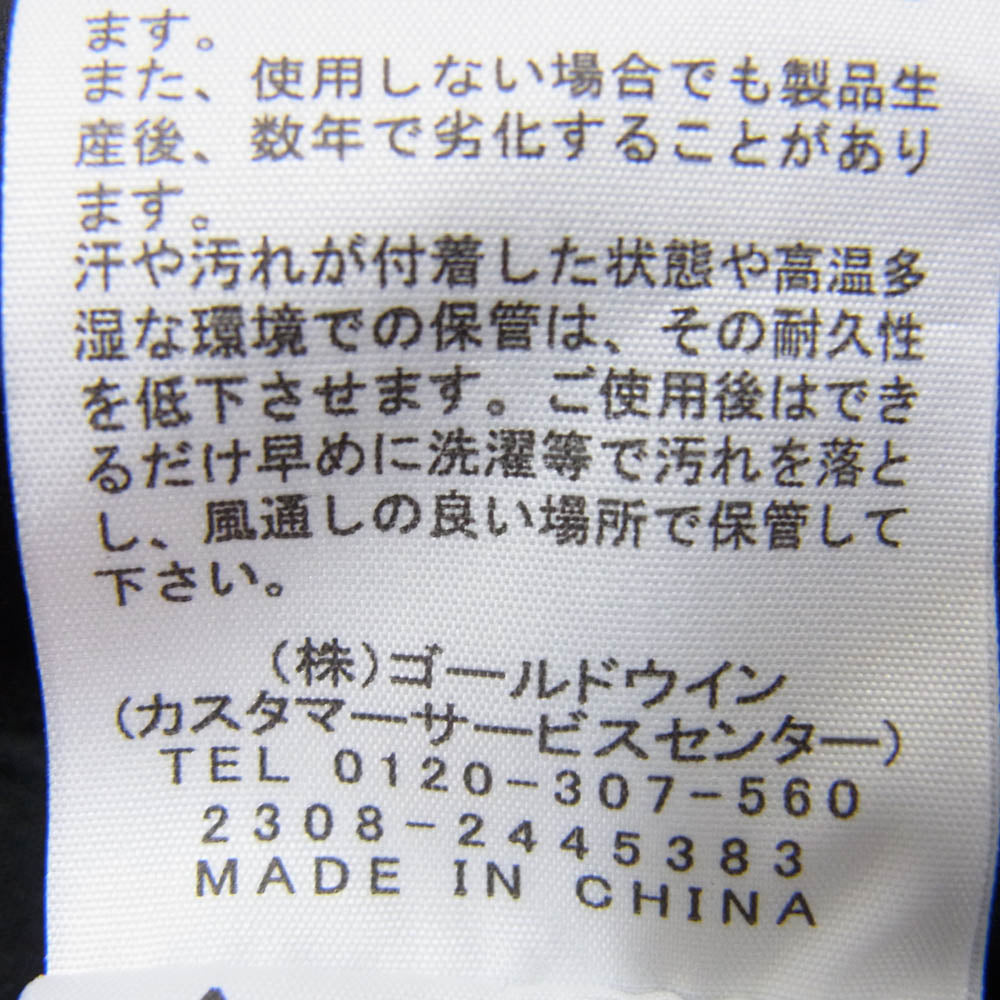 ます。
また、使用しない場合でも製品生
産後、数年で劣化することがあり
ます。
汗や汚れが付着した状態や高温多
湿な環境での保管は、その耐久性
を低下させます。ご使用後はでき
るだけ早めに洗濯等で汚れを落と
し、風通しの良い場所で保管して
下さい。
(株)ゴールドウイン
(カスタマーサービスセンター)
TEL 0120-307-560
2308-2445383
MADE IN CHINA